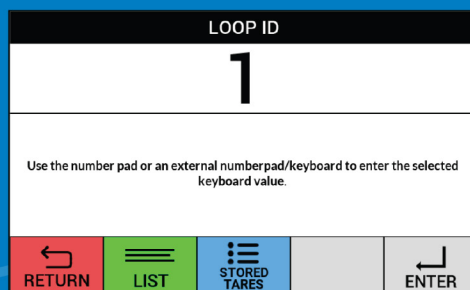 LOOP ID
1
Use the number pad or an external numberpad/keyboard to enter the selected
keyboard value.
RETURN
LIST
STORED
TARES
ENTER